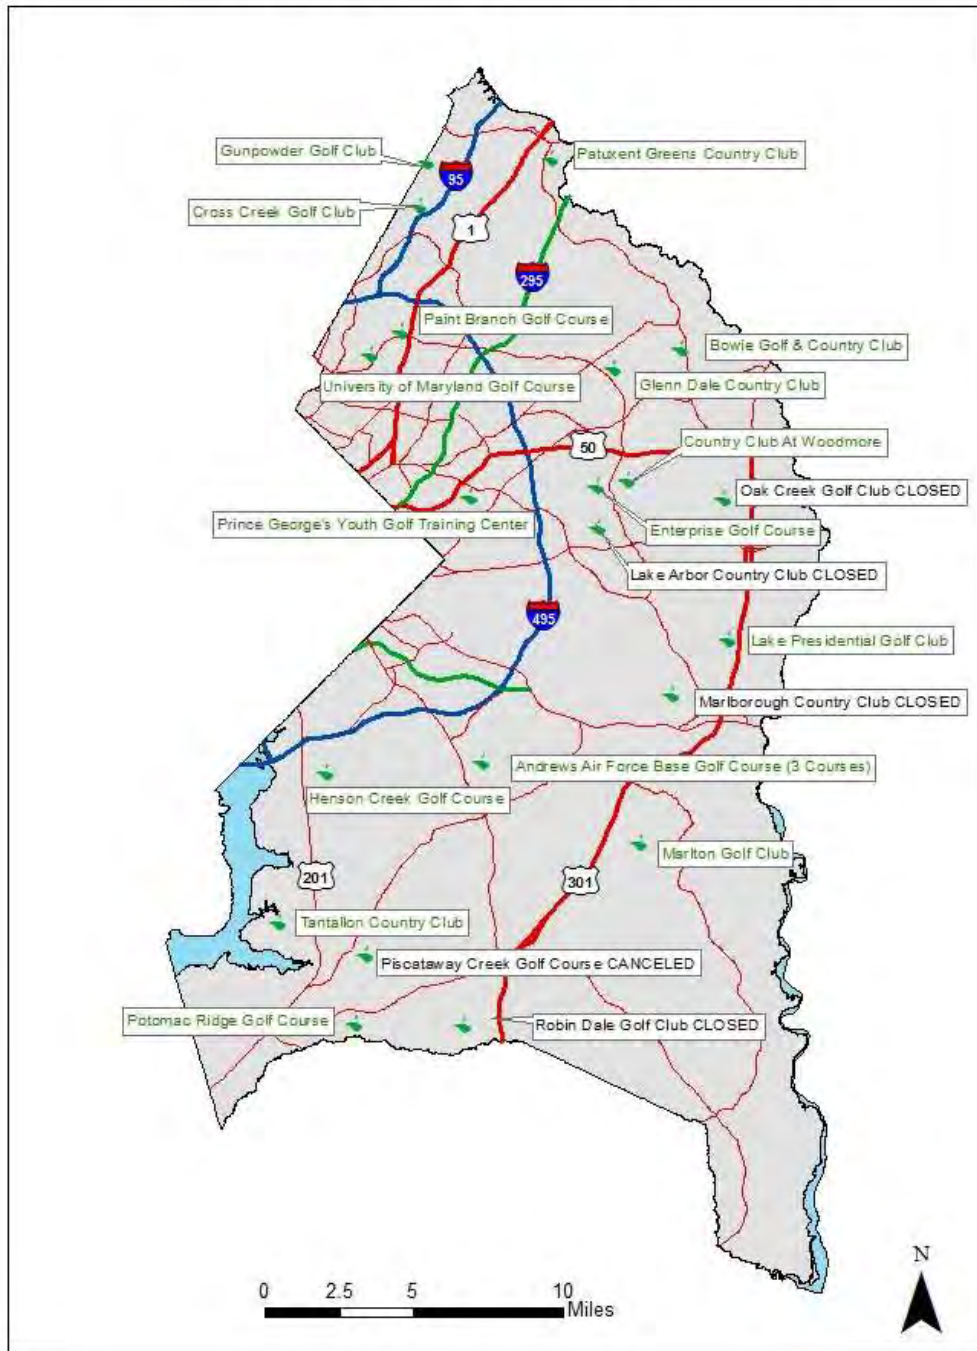 Gunpowder Golf Club
Patuxent Greens Country Club
95
Cross Creek Golf Club
1
295
Paint Branch Golf Course
Bowie Golf & Country Club
University of Maryland Golf Course
Glenn Dale Country Club
50
Country Club At Woodmore
Oak Creek Golf Club CLOSED
Prince George's Youth Golf Training Center
Enterprise Golf Course
Lake Arbor Country Club CLOSED
495
Lake Presidential Golf Club
Marlborough Country Club CLOSED
Andrews Air Force Base Golf Course (3 Courses)
Henson Creek Golf Course
Marlton Golf Club
201
301
Tantallon Country Club
Piscataway Creek Golf Course CANCELED
Potomac Ridge Golf Course
Robin Dale Golf Club CLOSED
N
0 2.5 5 10
Miles